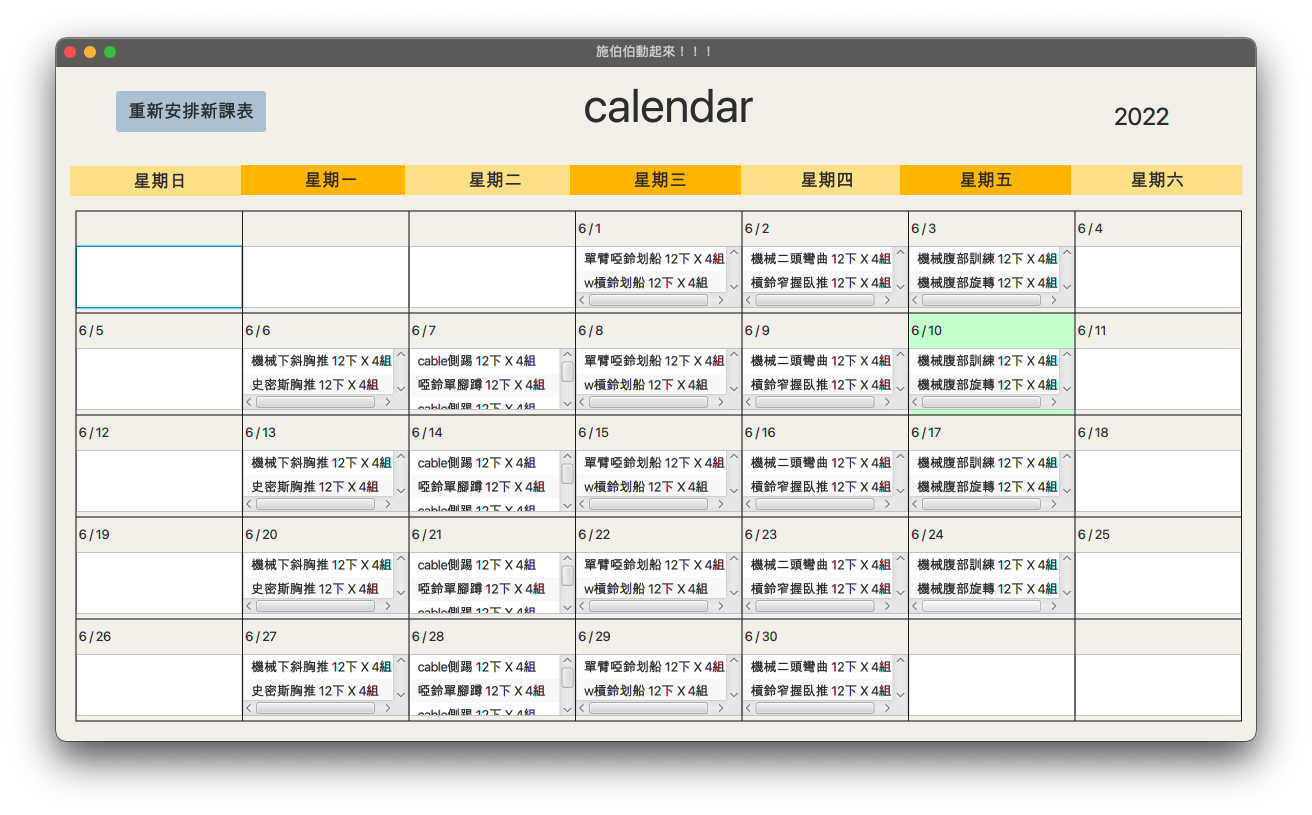 施伯伯動起來！！！
重新安排新課表
calendar
2022
星期日 星期一 星期二 星期三 星期四 星期五 星期六
6/1 6/2 6/3 6/4
單臂啞鈴划船 12下 X 4組 機械二頭彎曲 12下 X 4組 機械腹部訓練 12下 X 4組
w槓鈴划船 12下 X 4組 槓鈴窄握臥推 12下 X 4組 機械腹部旋轉 12下 X 4組
6/5 6/6 6/7 6/8 6/9 6/10 6/11
機械下斜胸推 12下 X 4組 cable側踢 12下 X 4組 單臂啞鈴划船 12下 X 4組 機械二頭彎曲 12下 X 4組 機械腹部訓練 12下 X 4組
史密斯胸推 12下 X 4組 啞鈴單腳蹲 12下 X 4組 w槓鈴划船 12下 X 4組 槓鈴窄握臥推 12下 X 4組 機械腹部旋轉 12下 X 4組
cable側踢 12下 X 4組
6/12 6/13 6/14 6/15 6/16 6/17 6/18
機械下斜胸推 12下 X 4組 cable側踢 12下 X 4組 單臂啞鈴划船 12下 X 4組 機械二頭彎曲 12下 X 4組 機械腹部訓練 12下 X 4組
史密斯胸推 12下 X 4組 啞鈴單腳蹲 12下 X 4組 w槓鈴划船 12下 X 4組 槓鈴窄握臥推 12下 X 4組 機械腹部旋轉 12下 X 4組
cable側踢 12下 X 4組
6/19 6/20 6/21 6/22 6/23 6/24 6/25
機械下斜胸推 12下 X 4組 cable側踢 12下 X 4組 單臂啞鈴划船 12下 X 4組 機械二頭彎曲 12下 X 4組 機械腹部訓練 12下 X 4組
史密斯胸推 12下 X 4組 啞鈴單腳蹲 12下 X 4組 w槓鈴划船 12下 X 4組 槓鈴窄握臥推 12下 X 4組 機械腹部旋轉 12下 X 4組
cable側踢 12下 X 4組
6/26 6/27 6/28 6/29 6/30
機械下斜胸推 12下 X 4組 cable側踢 12下 X 4組 單臂啞鈴划船 12下 X 4組 機械二頭彎曲 12下 X 4組
史密斯胸推 12下 X 4組 啞鈴單腳蹲 12下 X 4組 w槓鈴划船 12下 X 4組 槓鈴窄握臥推 12下 X 4組
cable側踢 12下 X 4組